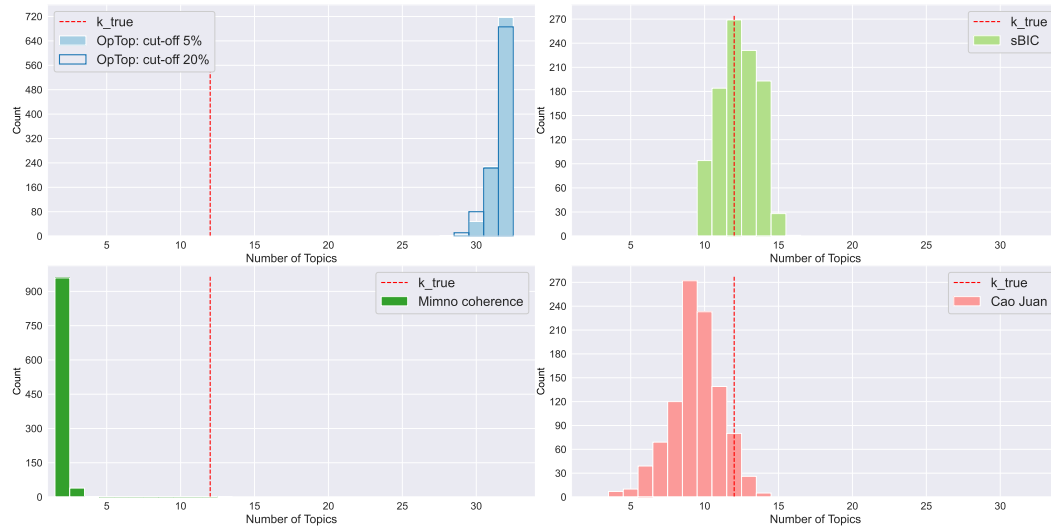 720
640
560
480
400
320
240
160
80
0
Count
5 10 15 20 25 30
Number of Topics
k_true
OpTop: cut-off 5%
OpTop: cut-off 20%
270
240
210
180
150
120
90
60
30
0
Count
5 10 15 20 25 30
Number of Topics
k_true
sBIC
900
750
600
450
300
150
0
Count
5 10 15 20 25 30
Number of Topics
k_true
Mimno coherence
270
240
210
180
150
120
90
60
30
0
Count
5 10 15 20 25 30
Number of Topics
k_true
Cao Juan